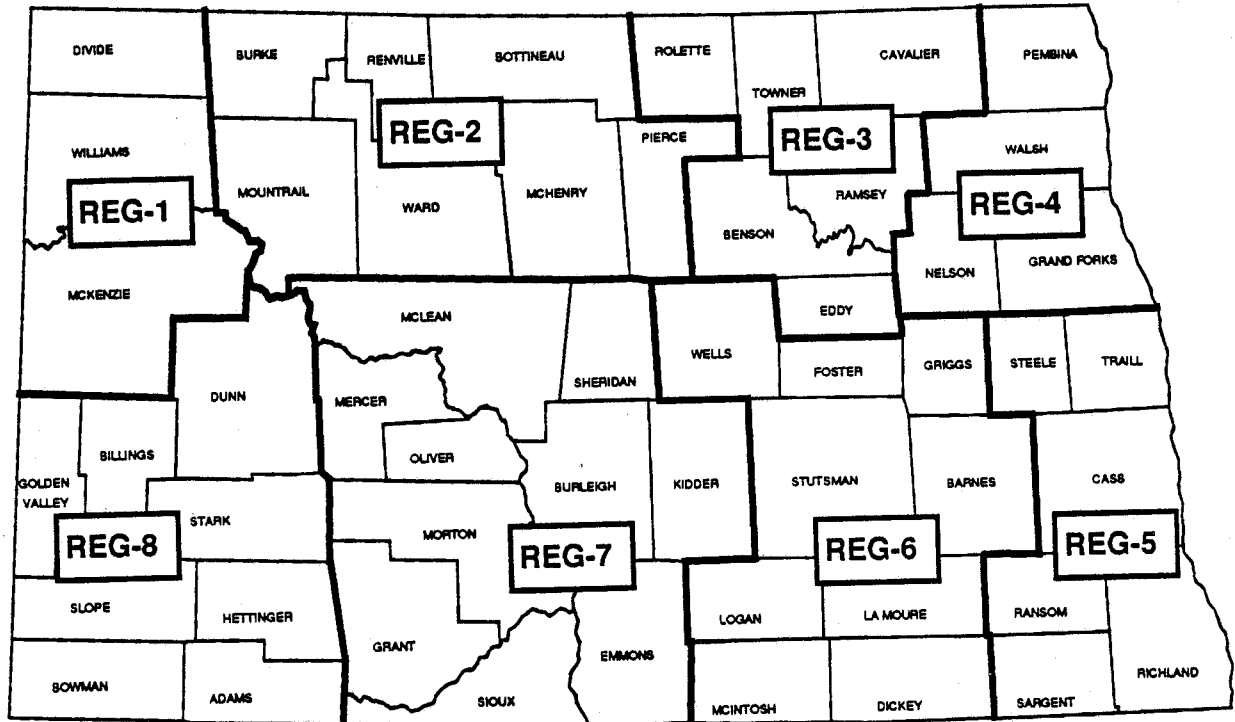 DIVIDE
BURKE
RENVILLE
BOTTINEAU
ROLETTE
TOWNER
CAVALIER
PEMBINA
WILLIAMS
REG-1
MOUNTRAIL
REG-2
WARD
MCHENRY
PIERCE
REG-3
RAMSEY
BENSON
WALSH
REG-4
NELSON
GRAND FORKS
MCKENZIE
DUNN
MCLEAN
SHERIDAN
WELLS
EDDY
FOSTER
GRIGGS
STEELE
TRAILL
MERCER
OLIVER
GOLDEN
VALLEY
BILLINGS
STARK
REG-8
MORTON
BURLEIGH
KIDDER
REG-7
STUTSMAN
BARNES
REG-6
CASS
REG-5
SLOPE
HETTINGER
GRANT
LOGAN
LA MOURE
RANSOM
BOWMAN
ADAMS
SIOUX
EMMONS
MCINTOSH
DICKEY
SARGENT
RICHLAND